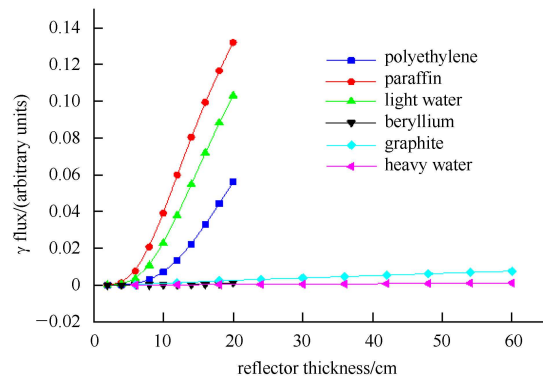 0.14
0.12
0.10
0.08
0.06
0.04
0.02
0
−0.02
γ flux/(arbitrary units)
polyethylene
paraffin
light water
beryllium
graphite
heavy water
0 10 20 30 40 50 60
reflector thickness/cm